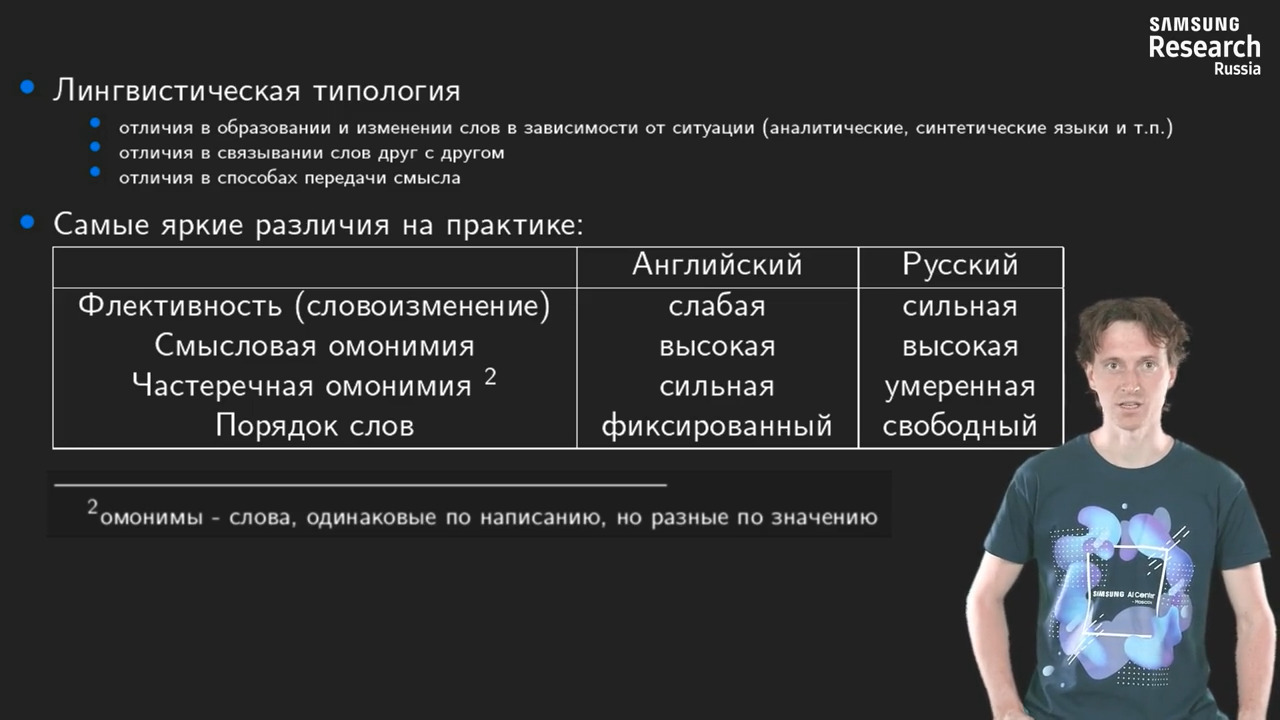 SAMSUNG
Research
Russia
Лингвистическая типология
отличия в образовании и изменении слов в зависимости от ситуации (аналитические, синтетические языки и т.п.)
отличия в связывании слов друг с другом
отличия в способах передачи смысла
Самые яркие различия на практике:
Английский Русский
Флективность (словоизменение) слабая сильная
Смысловая омонимия высокая высокая
Частеречная омонимия ² сильная умеренная
Порядок слов фиксированный свободный
²омонимы - слова, одинаковые по написанию, но разные по значению
SAMSUNG AI Center
- Moscow